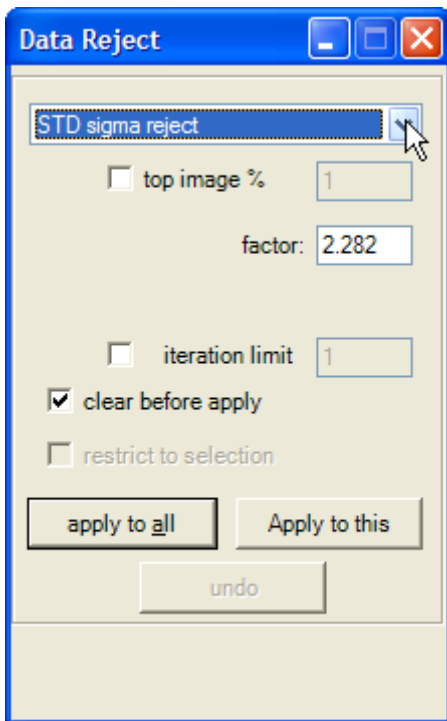 Data Reject
STD sigma reject
top image % 1
factor: 2.282
iteration limit 1
clear before apply
restrict to selection
apply to all Apply to this
undo